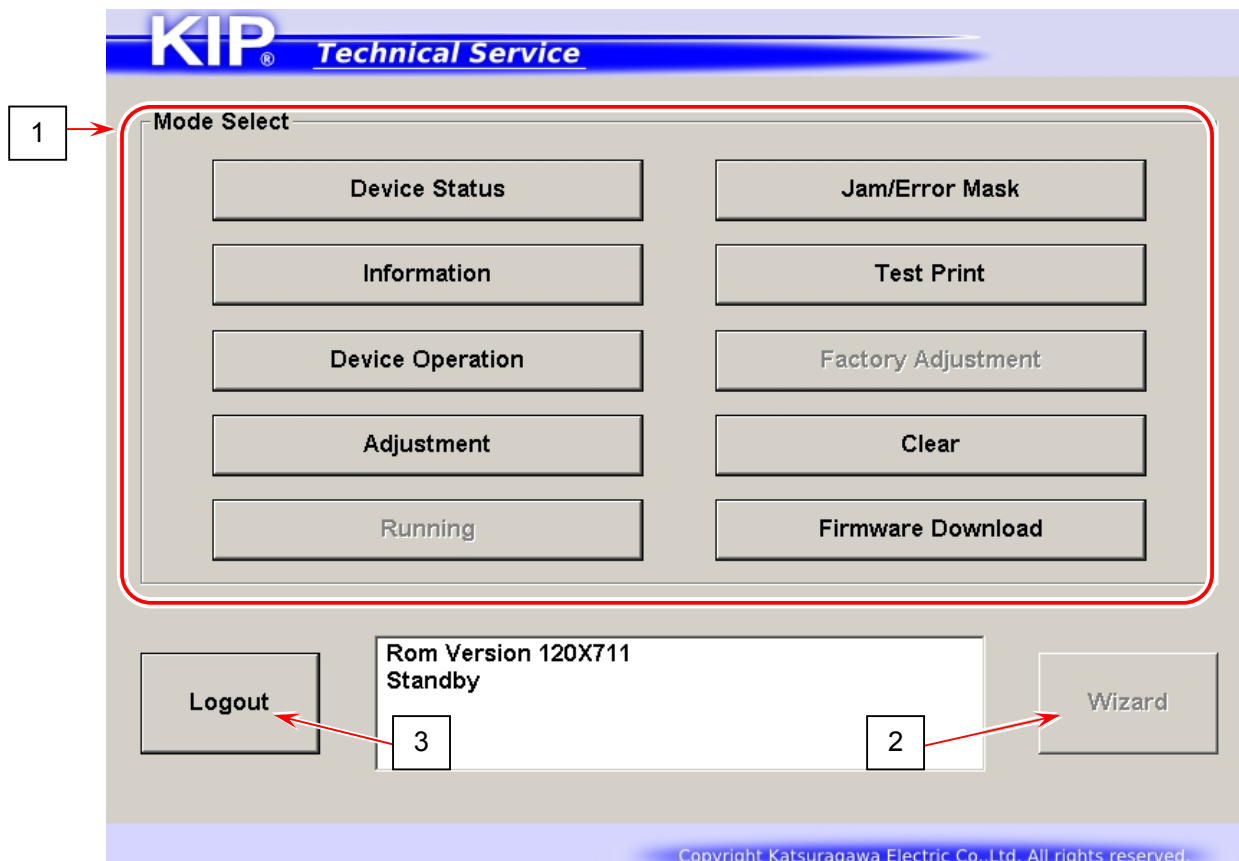 KIP®
Technical Service
1
Mode Select
Device Status
Jam/Error Mask
Information
Test Print
Device Operation
Factory Adjustment
Adjustment
Clear
Running
Firmware Download
Logout
Rom Version 120X711
Standby
3
2
Wizard
Copyright Katsuragawa Electric Co.,Ltd. All rights reserved.